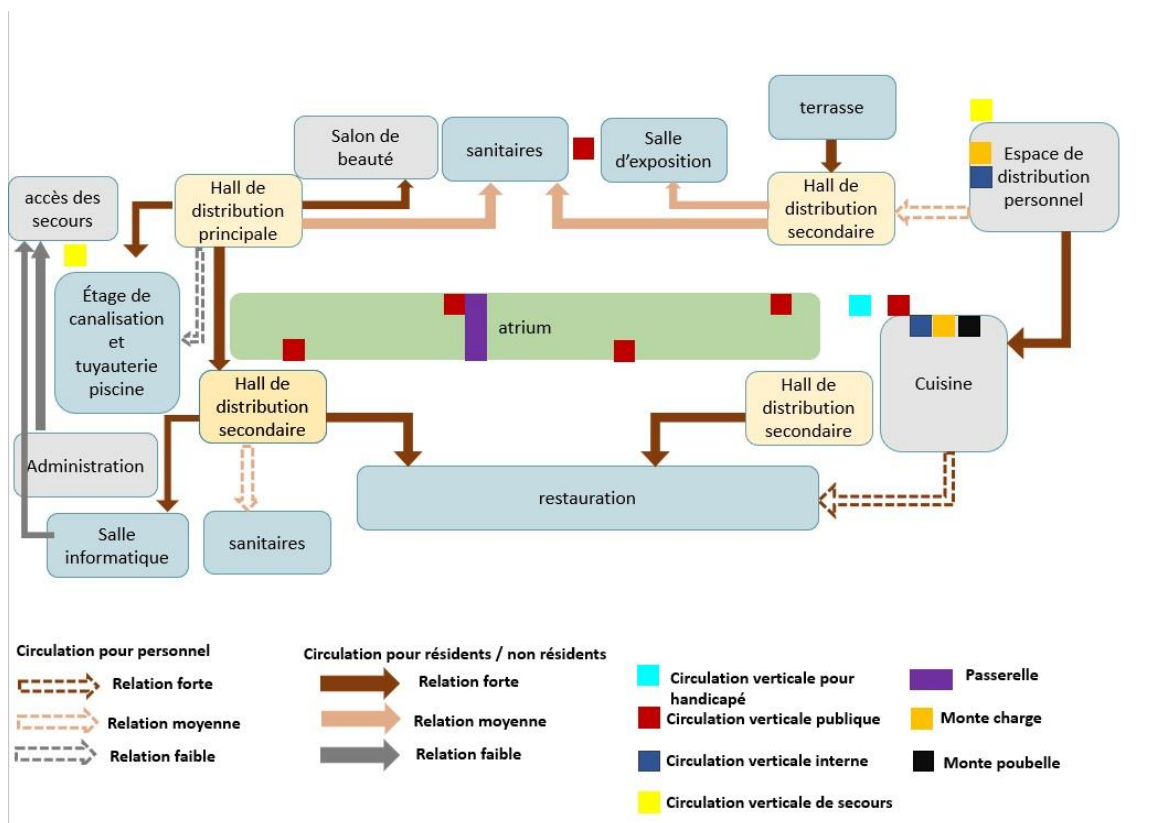 terrasse
Salon de
beauté
sanitaires
Salle
d'exposition
Espace de
distribution
personnel
accès des
secours
Hall de
distribution
principale
Hall de
distribution
secondaire
Étage de
canalisation
et
tuyauterie
piscine
atrium
Hall de
distribution
secondaire
Hall de
distribution
secondaire
Cuisine
Administration
restauration
Salle
informatique
sanitaires
Circulation pour personnel
Relation forte
Relation moyenne
Relation faible
Circulation pour résidents / non résidents
Relation forte
Relation moyenne
Relation faible
Circulation verticale pour
handicapé
Circulation verticale publique
Circulation verticale interne
Circulation verticale de secours
Passerelle
Monte charge
Monte poubelle